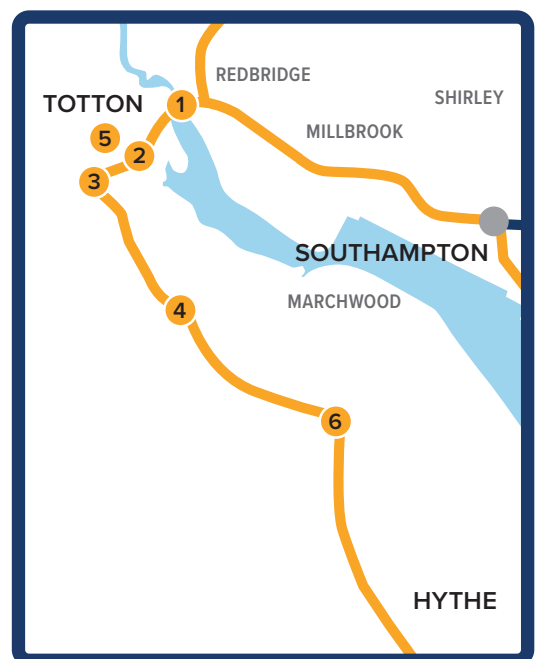 REDBRIDGE
SHIRLEY
TOTTON
1
MILLBROOK
5
2
3
SOUTHAMPTON
MARCHWOOD
4
6
HYTHE